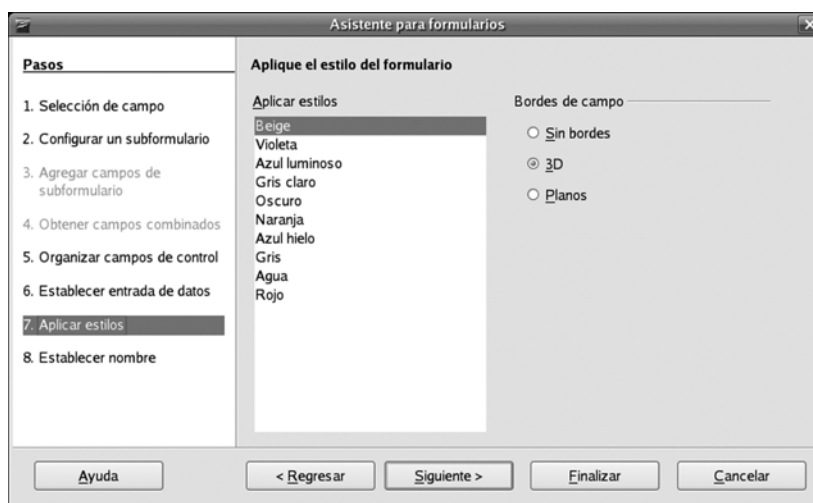 Asistente para formularios
Pasos
1. Selección de campo
2. Configurar un subformulario
3. Agregar campos de
subformulario
4. Obtener campos combinados
5. Organizar campos de control
6. Establecer entrada de datos
7. Aplicar estilos
8. Establecer nombre
Aplique el estilo del formulario
Aplicar estilos
Beige
Violeta
Azul luminoso
Gris claro
Oscuro
Naranja
Azul hielo
Gris
Agua
Rojo
Bordes de campo
Sin bordes
3D
Planos
Ayuda
< Regresar
Siguiente >
Finalizar
Cancelar